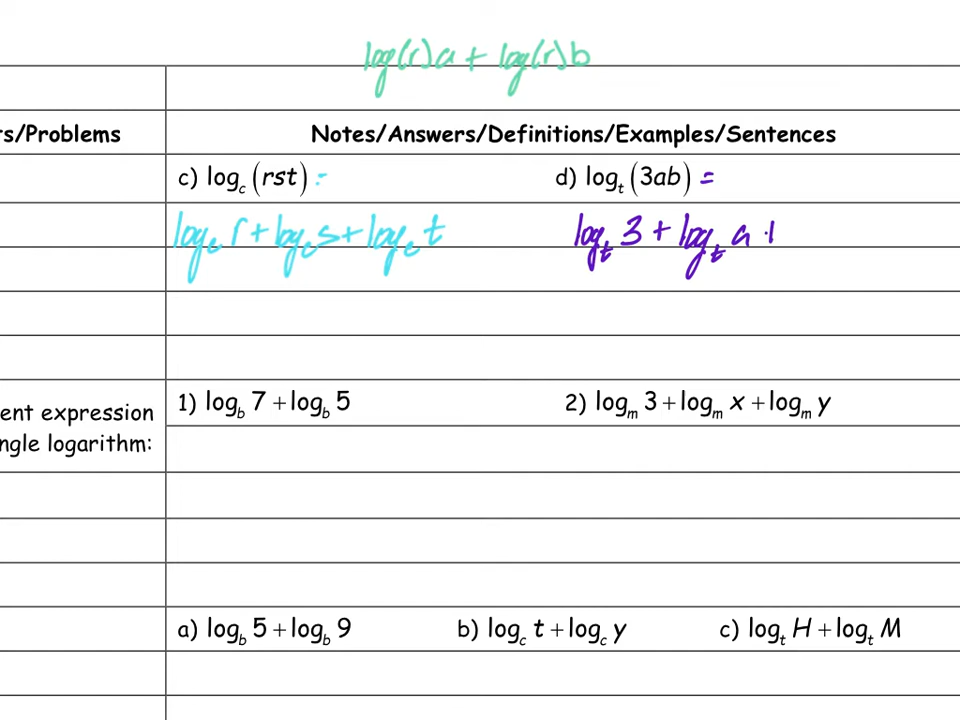 log(r)a + log(r)b
ts/Problems Notes/Answers/Definitions/Examples/Sentences
c) log_c (rst) = d) log_t (3ab) =
log_c r + log_c s + log_c t log_t 3 + log_t a
ent expression 1) log_b 7 + log_b 5 2) log_m 3 + log_m x + log_m y
ngle logarithm:
a) log_b 5 + log_b 9 b) log_c t + log_c y c) log_t H + log_t M